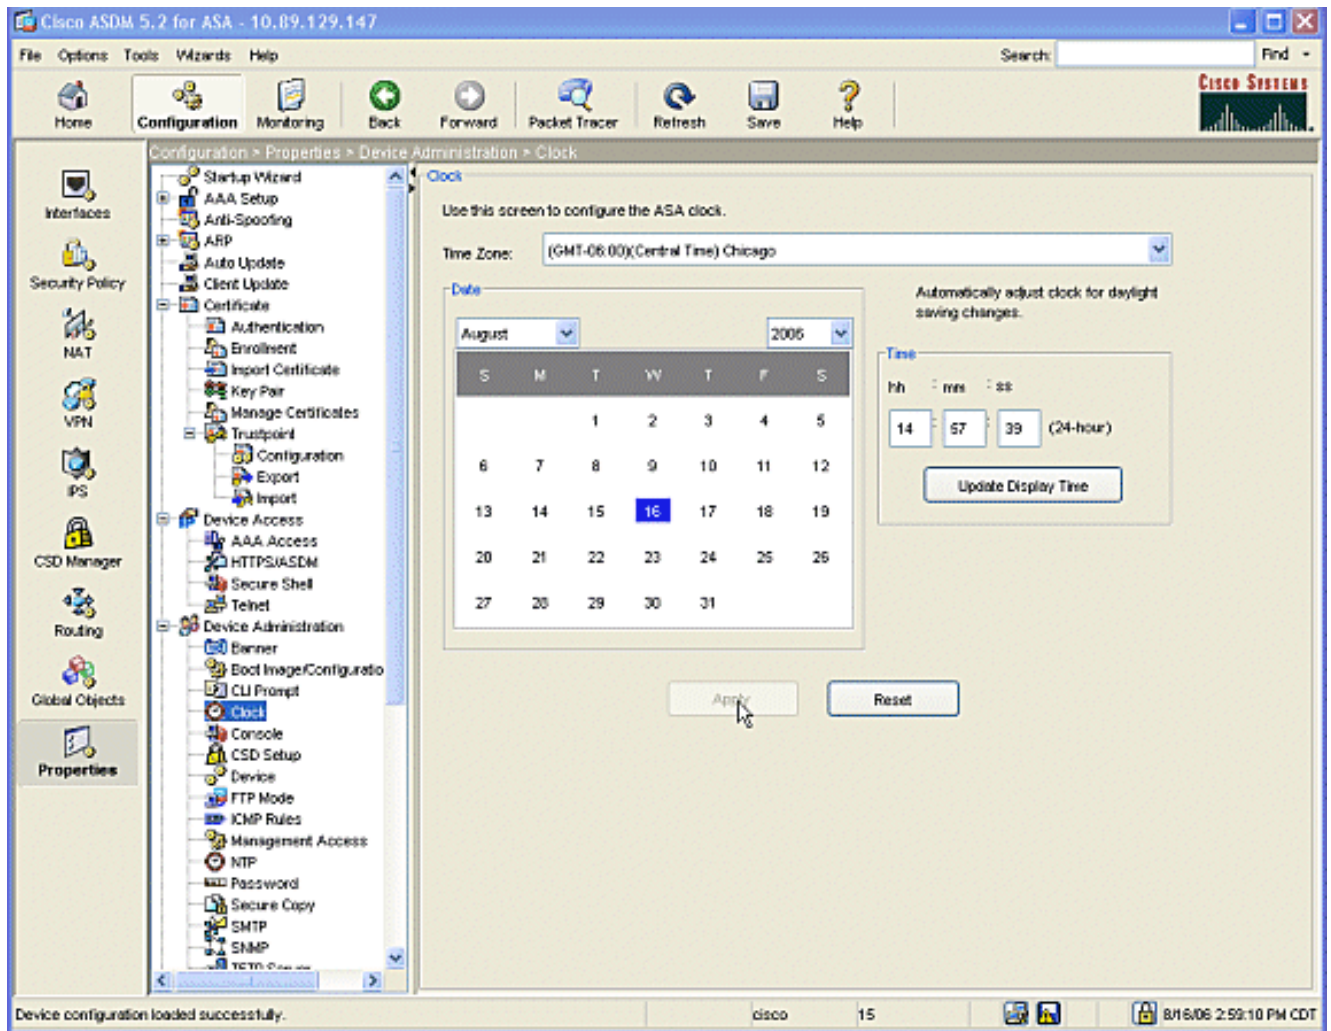 Cisco ASDM 5.2 for ASA - 10.89.129.147
File Options Tools Wizards Help Search: Find
Home Configuration Monitoring Back Forward Packet Tracer Refresh Save Help
CISCO SYSTEMS
Configuration > Properties > Device Administration > Clock
Interfaces
Security Policy
NAT
VPN
IPS
CSD Manager
Routing
Global Objects
Properties
Startup Wizard
AAA Setup
Anti-Spoofing
ARP
Auto Update
Client Update
Certificate
Authentication
Enrollment
Import Certificate
Key Pair
Manage Certificates
Trustpoint
Configuration
Export
Import
Device Access
AAA Access
HTTPS/ASDM
Secure Shell
Telnet
Device Administration
Banner
Boot Image/Configuratio
CLI Prompt
Clock
Console
CSD Setup
Device
FTP Mode
ICMP Rules
Management Access
NTP
Password
Secure Copy
SMTP
SNMP
Clock
Use this screen to configure the ASA clock.
Time Zone: (GMT-06:00)(Central Time) Chicago
Date
August 2006
S M T W T F S
1 2 3 4 5
6 7 8 9 10 11 12
13 14 15 16 17 18 19
20 21 22 23 24 25 26
27 28 29 30 31
Automatically adjust clock for daylight
saving changes.
Time
hh : mm : ss
14 : 57 : 39 (24-hour)
Update Display Time
Apply Reset
Device configuration loaded successfully. cisco 15 8/16/06 2:59:10 PM CDT